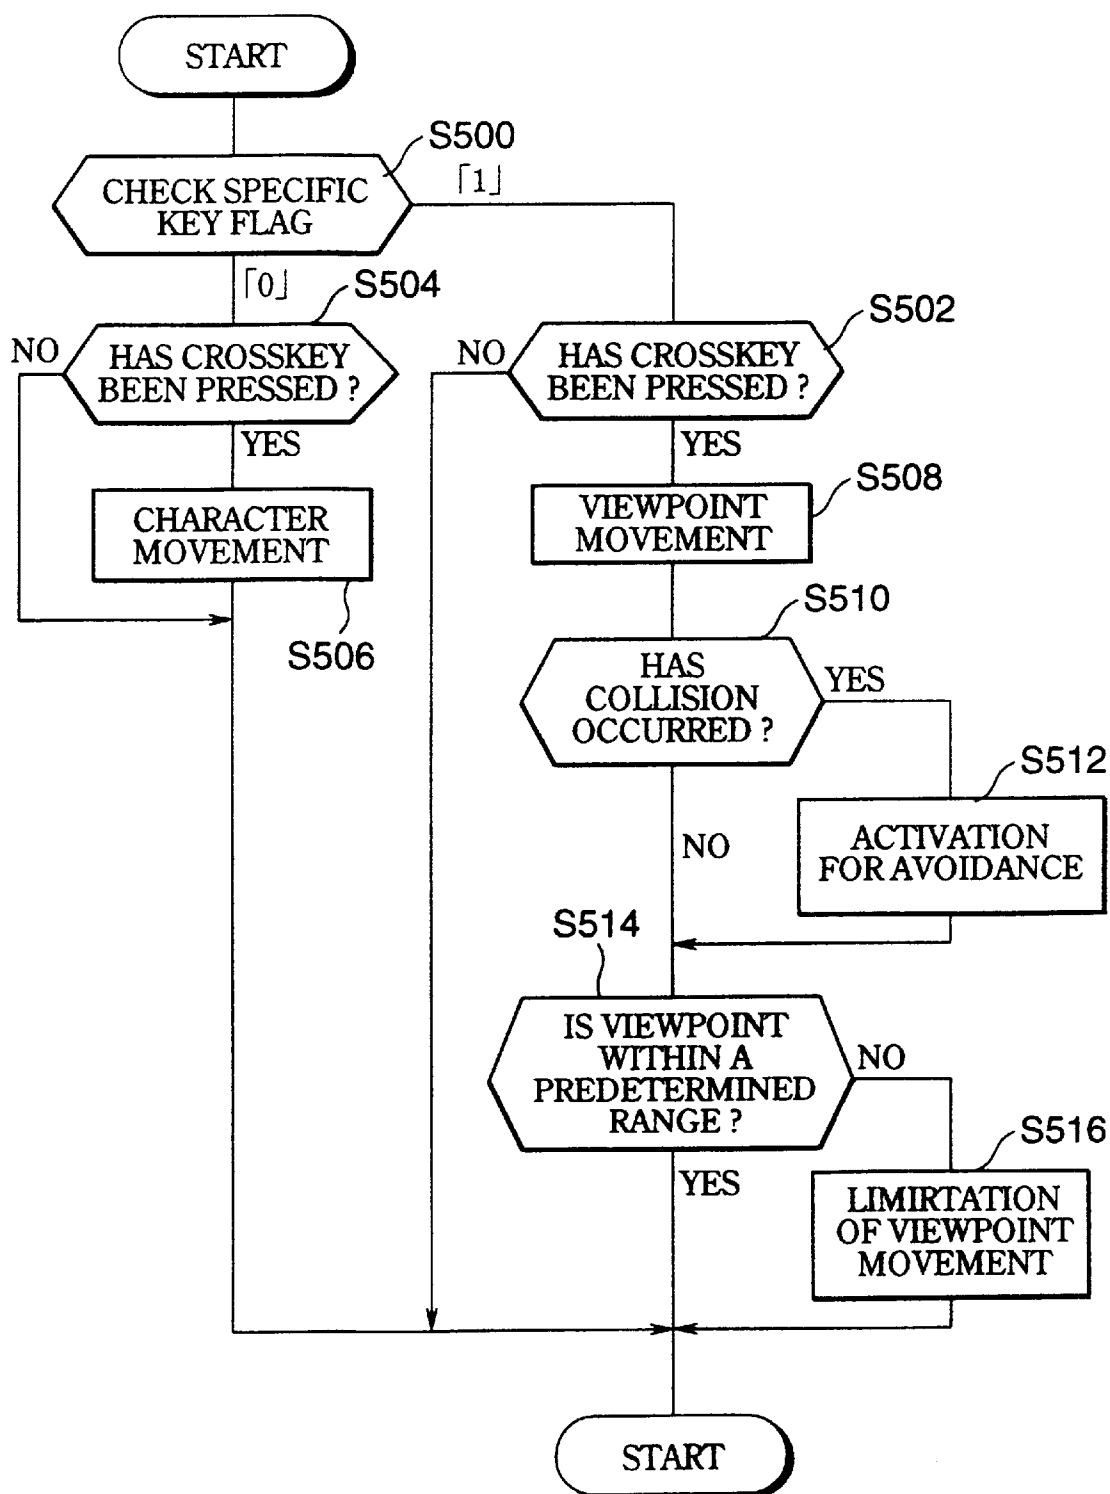 START
S500
CHECK SPECIFIC
KEY FLAG
「1」
「0」
S504
S502
NO
HAS CROSSKEY
BEEN PRESSED ?
NO
HAS CROSSKEY
BEEN PRESSED ?
YES
YES
S508
CHARACTER
MOVEMENT
VIEWPOINT
MOVEMENT
S506
S510
HAS
COLLISION
OCCURRED ?
YES
S512
NO
ACTIVATION
FOR AVOIDANCE
S514
IS VIEWPOINT
WITHIN A
PREDETERMINED
RANGE ?
NO
S516
YES
LIMIRTATION
OF VIEWPOINT
MOVEMENT
START